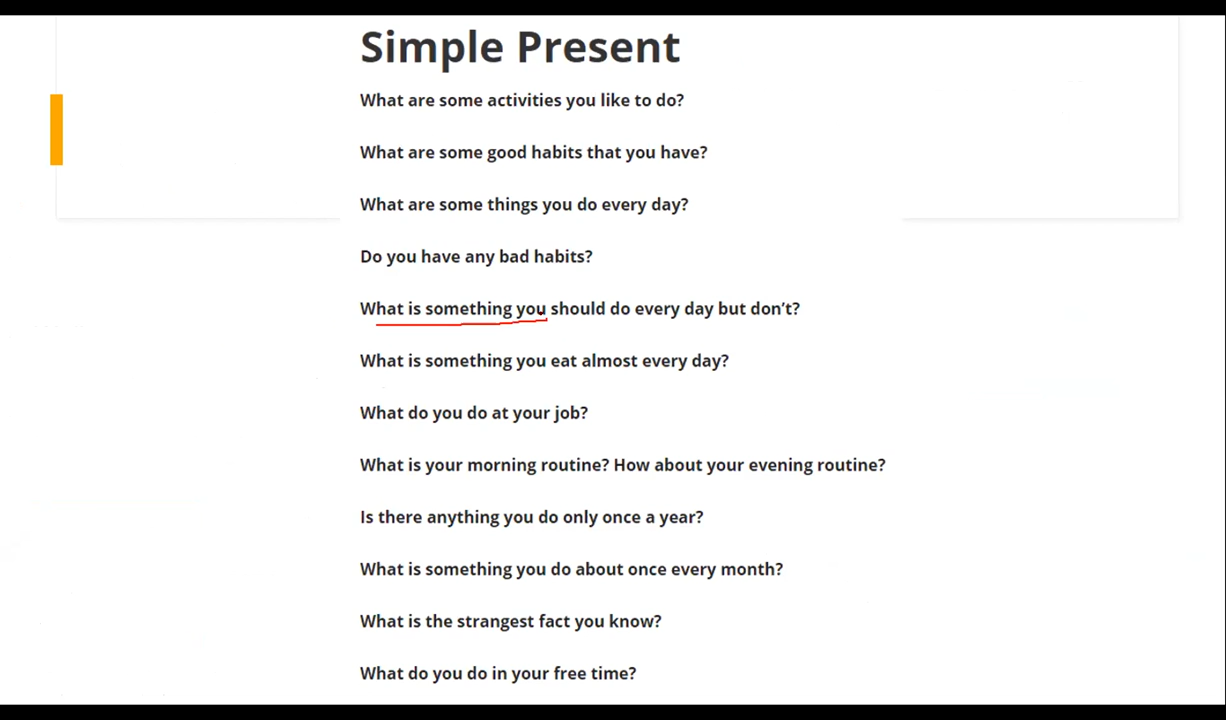 Simple Present
What are some activities you like to do?
What are some good habits that you have?
What are some things you do every day?
Do you have any bad habits?
What is something you should do every day but don’t?
What is something you eat almost every day?
What do you do at your job?
What is your morning routine? How about your evening routine?
Is there anything you do only once a year?
What is something you do about once every month?
What is the strangest fact you know?
What do you do in your free time?